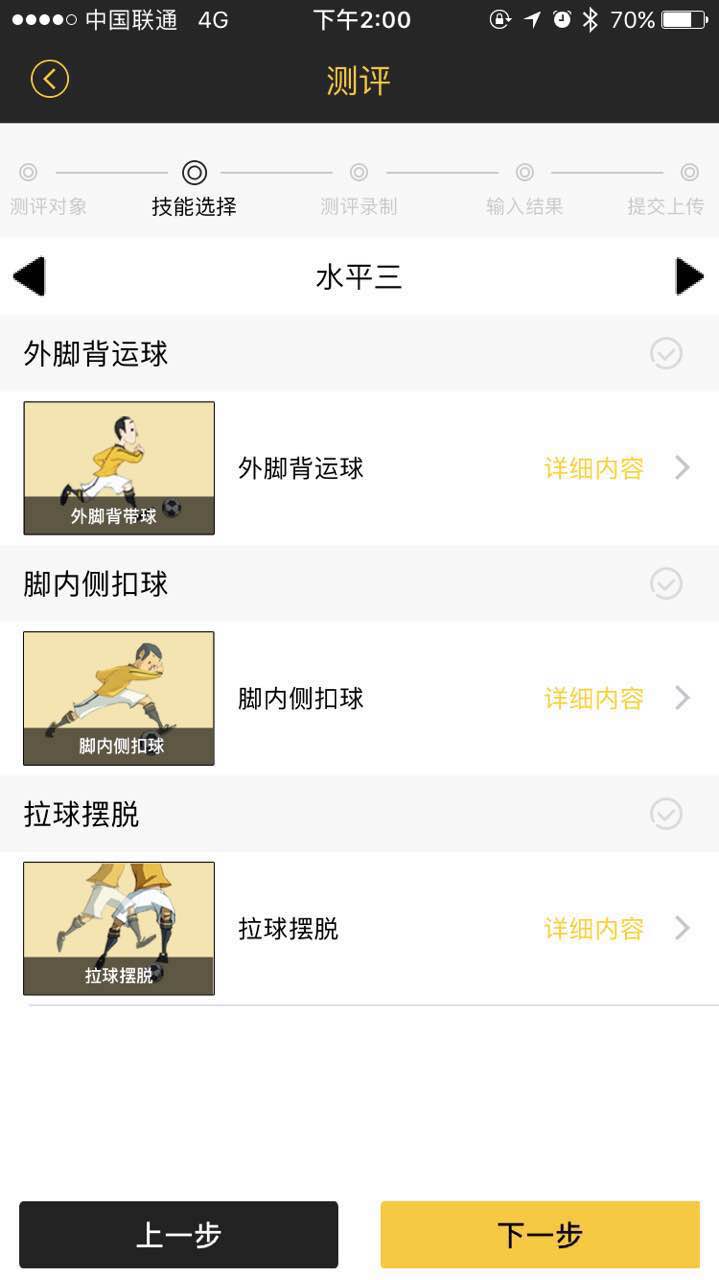 中国联通 4G 下午2:00 70%
测评
测评对象 技能选择 测评录制 输入结果 提交上传
水平三
外脚背运球
外脚背带球
外脚背运球 详细内容
脚内侧扣球
脚内侧扣球
脚内侧扣球 详细内容
拉球摆脱
拉球摆脱
拉球摆脱 详细内容
上一步 下一步